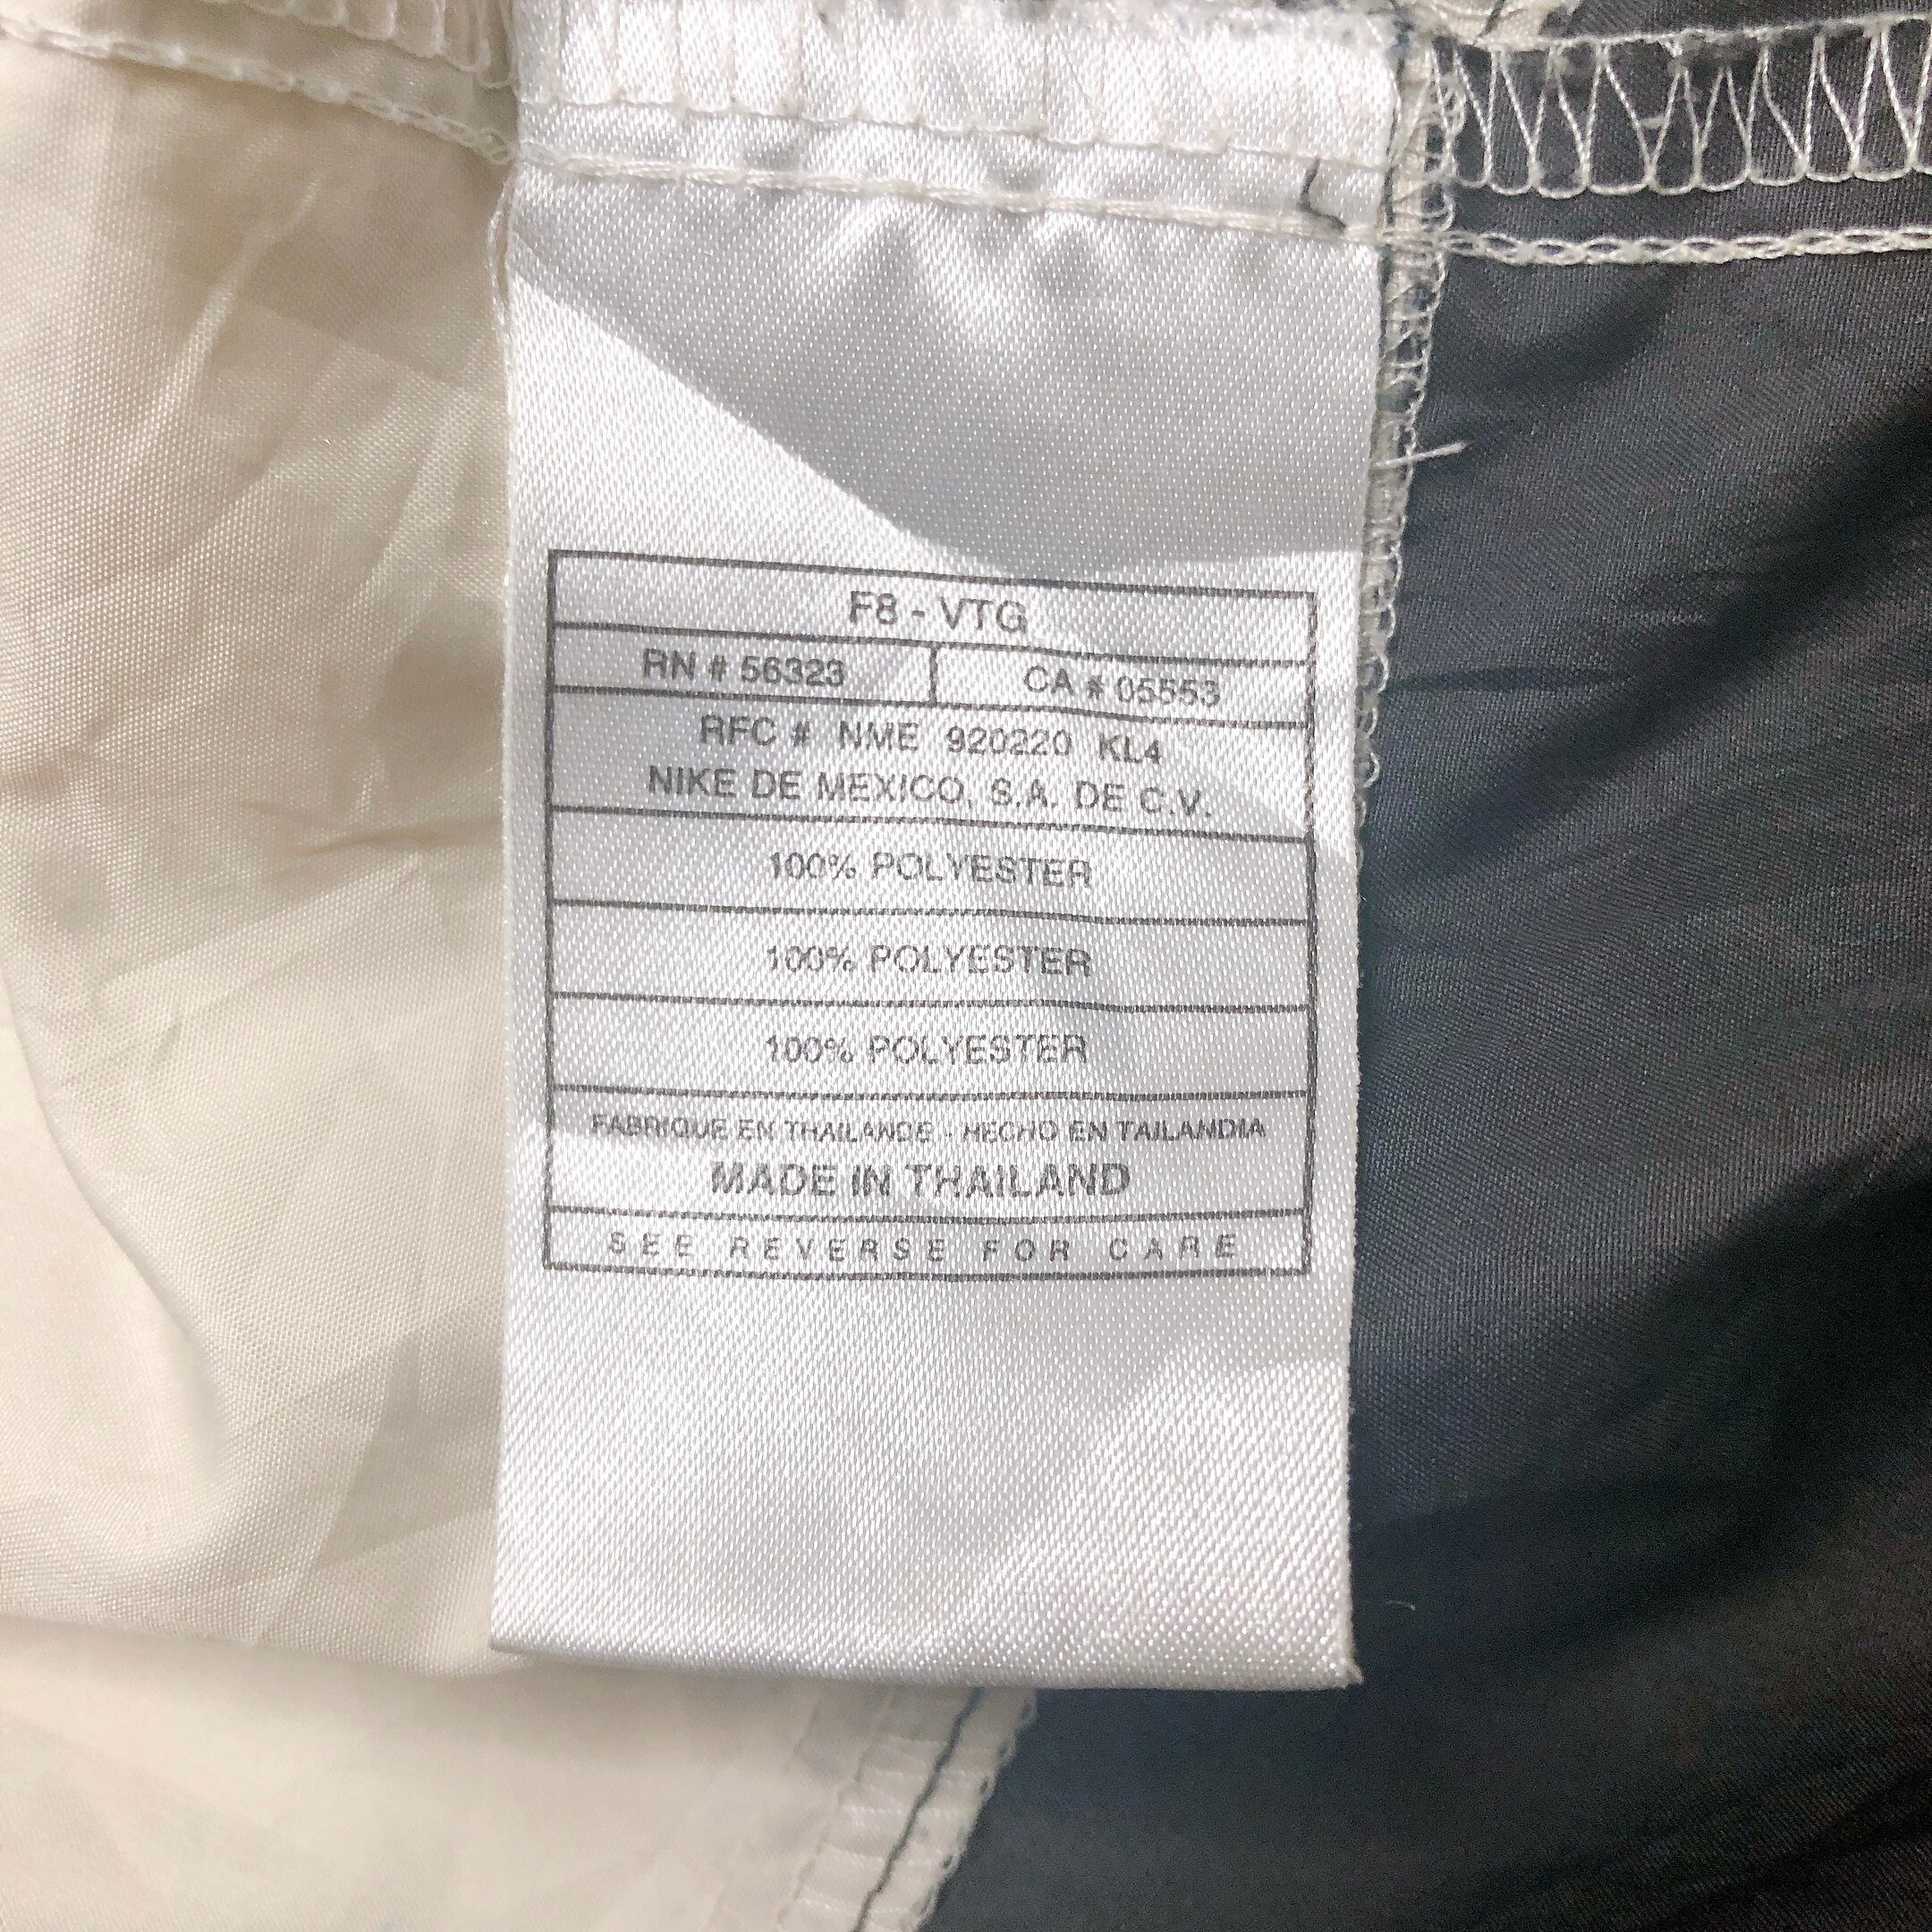 F8 - VTG
RN # 56323 CA # 05553
RFC # NME 920220 KL4
NIKE DE MEXICO, S.A. DE C.V.
100% POLYESTER
100% POLYESTER
100% POLYESTER
FABRIQUE EN THAILANDE - HECHO EN TAILANDIA
MADE IN THAILAND
SEE REVERSE FOR CARE